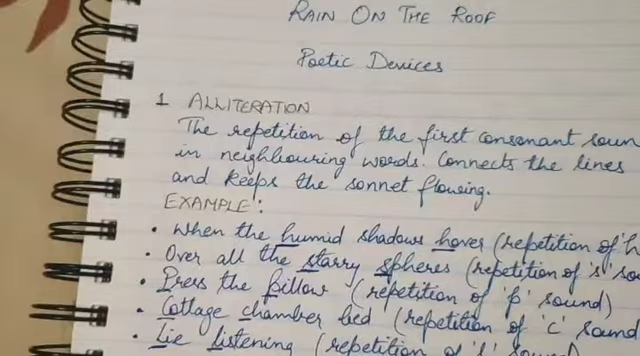 RAIN ON THE ROOF
Poetic Devices
1 ALLITERATION
The repetition of the first consonant soun
in neighbouring words. Connects the lines
and keeps the sonnet flowing.
EXAMPLE:
• When the humid shadows hover (repetition of 'h
• Over all the starry spheres (repetition of 's' sou
• Press the pillow (repetition of 'p' sound)
• Cottage chamber bed (repetition of 'c' sound
• Lie listening (repetition of 'l' sound)